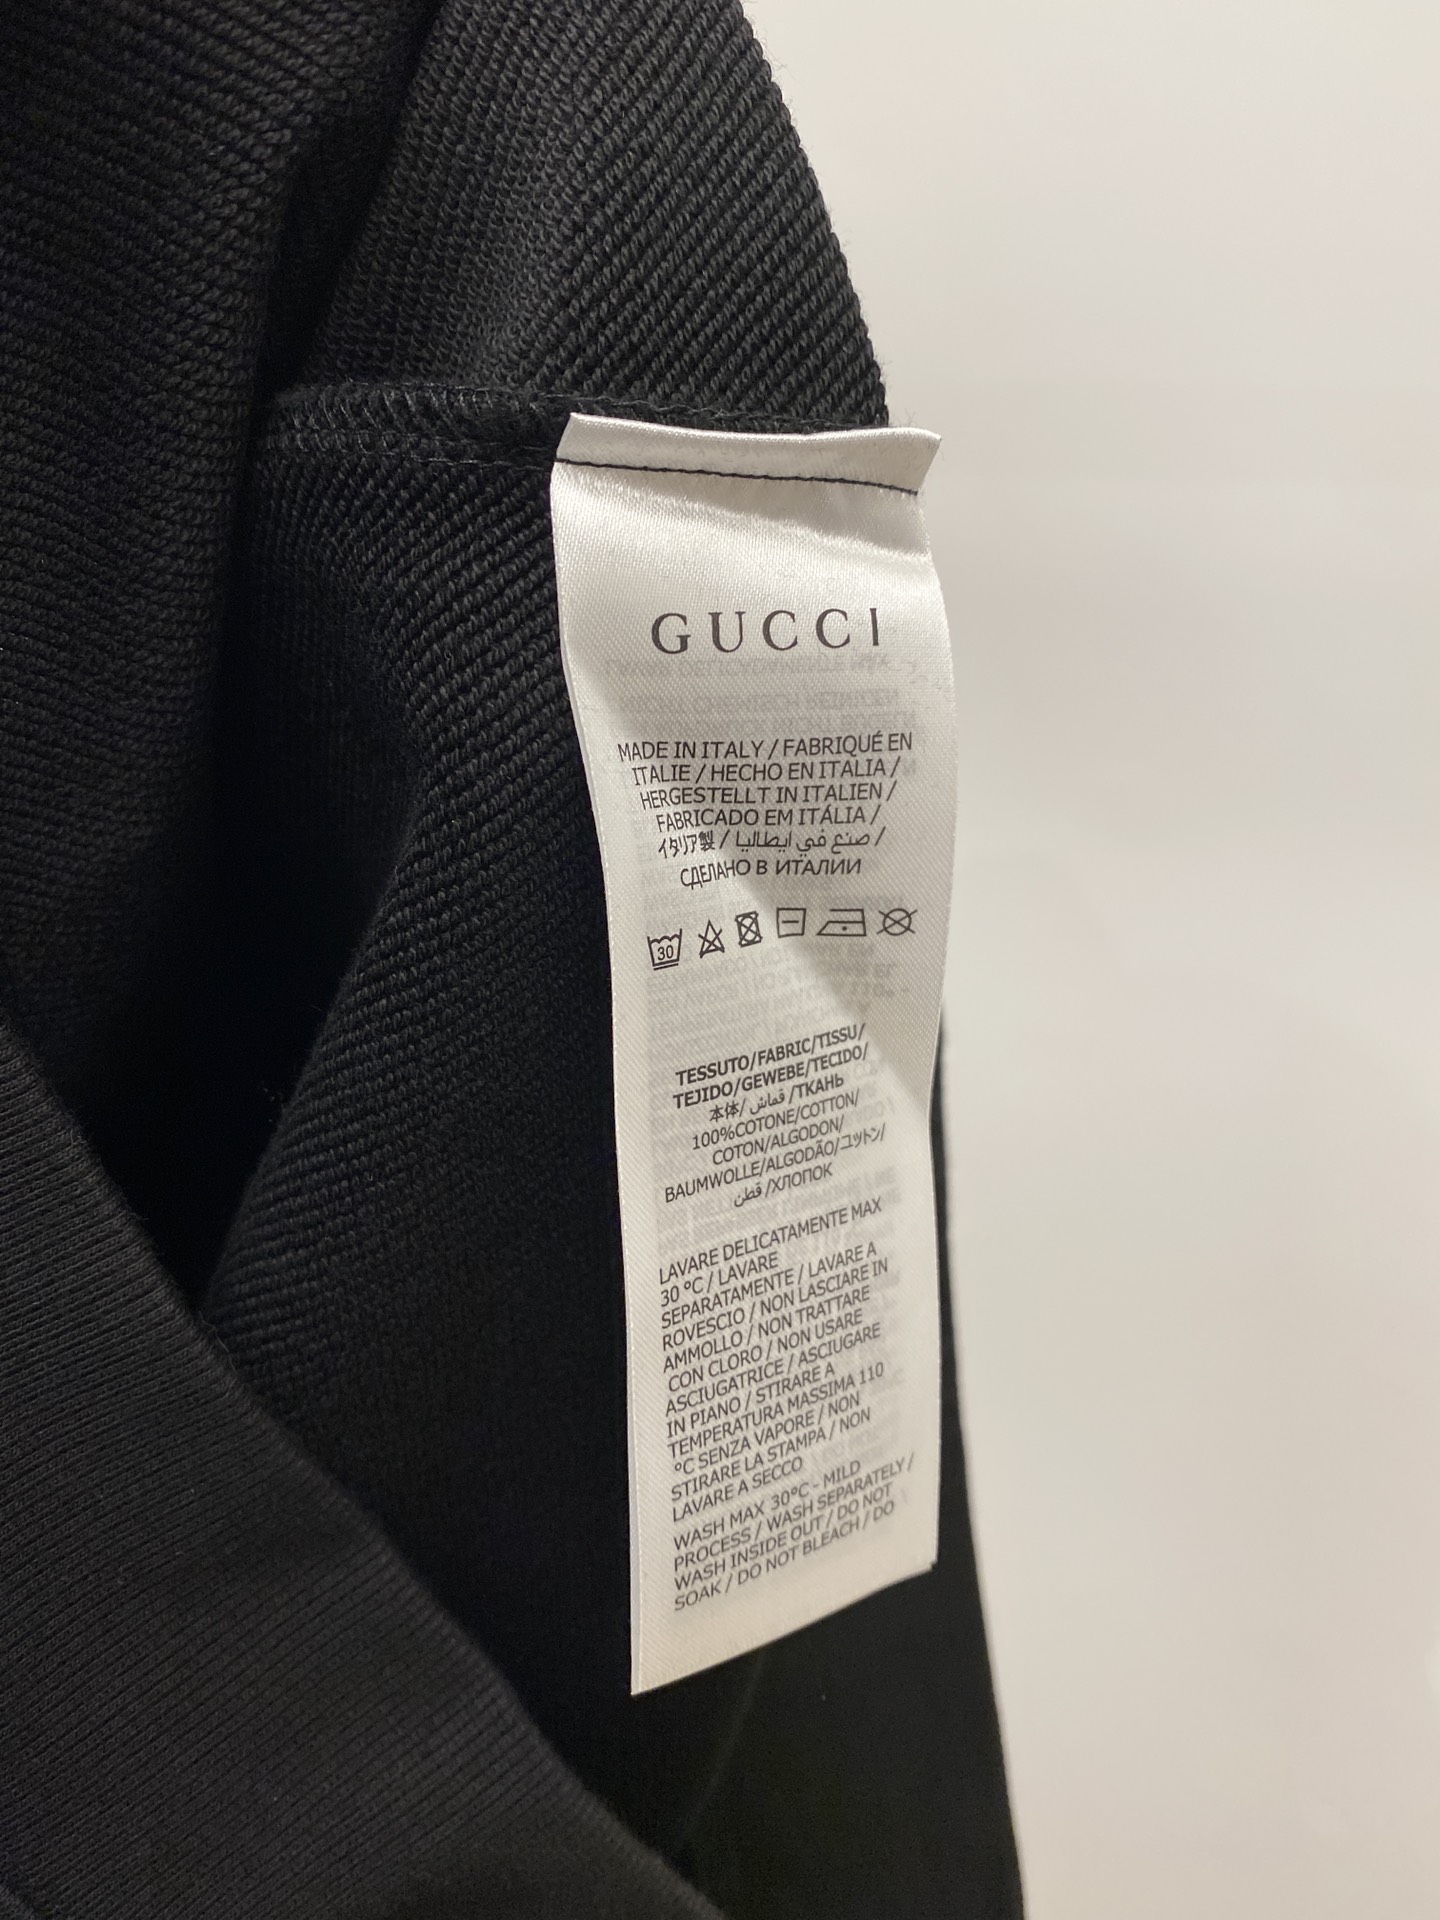 GUCCI
MADE IN ITALY / FABRIQUÉ EN
ITALIE / HECHO EN ITALIA /
HERGESTELLT IN ITALIEN /
FABRICADO EM ITÁLIA /
イタリア製 / صنع في ايطاليا /
СДЕЛАНО В ИТАЛИИ
30
TESSUTO/FABRIC/TISSU/
TEJIDO/GEWEBE/TECIDO/
本体/ قماش /ТКАНЬ
100%COTONE/COTTON/
COTON/ALGODON/
BAUMWOLLE/ALGODÃO/コットン/
قطن /ХЛОПОК
LAVARE DELICATAMENTE MAX
30 °C / LAVARE
SEPARATAMENTE / LAVARE A
ROVESCIO / NON LASCIARE IN
AMMOLLO / NON TRATTARE
CON CLORO / NON USARE
ASCIUGATRICE / ASCIUGARE
IN PIANO / STIRARE A
TEMPERATURA MASSIMA 110
°C SENZA VAPORE / NON
STIRARE LA STAMPA / NON
LAVARE A SECCO
WASH MAX 30°C - MILD
PROCESS / WASH SEPARATELY /
WASH INSIDE OUT / DO NOT
SOAK / DO NOT BLEACH / DO